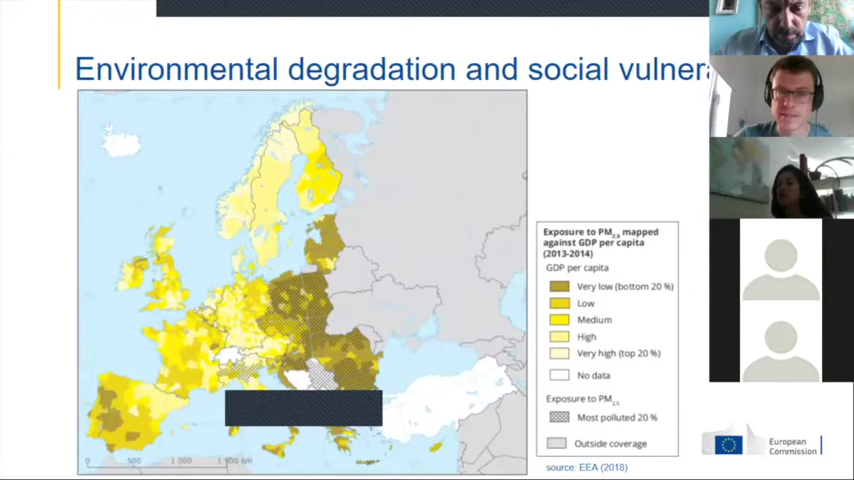 Environmental degradation and social vulnera
Exposure to PM2.5 mapped
against GDP per capita
(2013-2014)
GDP per capita
Very low (bottom 20 %)
Low
Medium
High
Very high (top 20 %)
No data
Exposure to PM2.5
Most polluted 20 %
Outside coverage
0 500 1 000 1 500 km
source: EEA (2018)
European
Commission